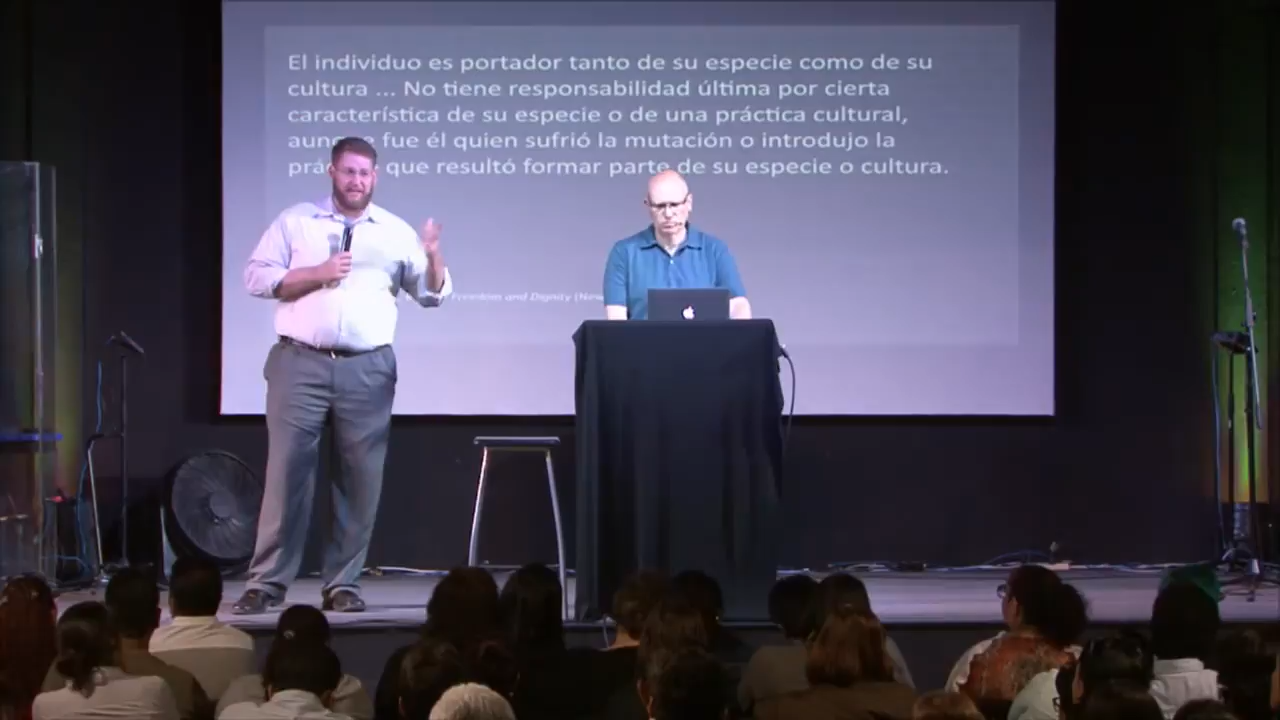 El individuo es portador tanto de su especie como de su
cultura ... No tiene responsabilidad última por cierta
característica de su especie o de una práctica cultural,
fue él quien sufrió la mutación o introdujo la
que resultó formar parte de su especie o cultura.
Freedom and Dignity (New